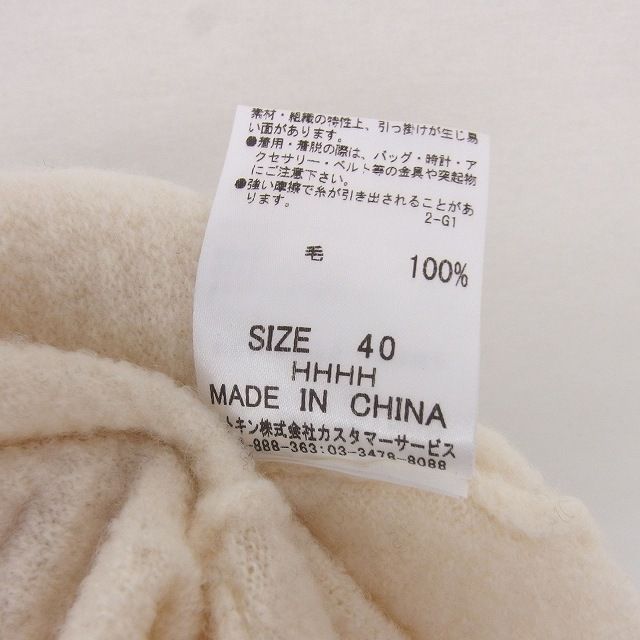 素材・組織の特性上、引っ掛けが生じ易
い面があります。
●着用・着脱の際は、バッグ・時計・ア
クセサリー・ベルト等の金具や突起物
にご注意下さい。
●強い摩擦で糸が引き出されることがあ
ります。
2-G1
毛 100%
SIZE 40
HHHH
MADE IN CHINA
キン株式会社カスタマーサービス
-888-363:03-3478-8088